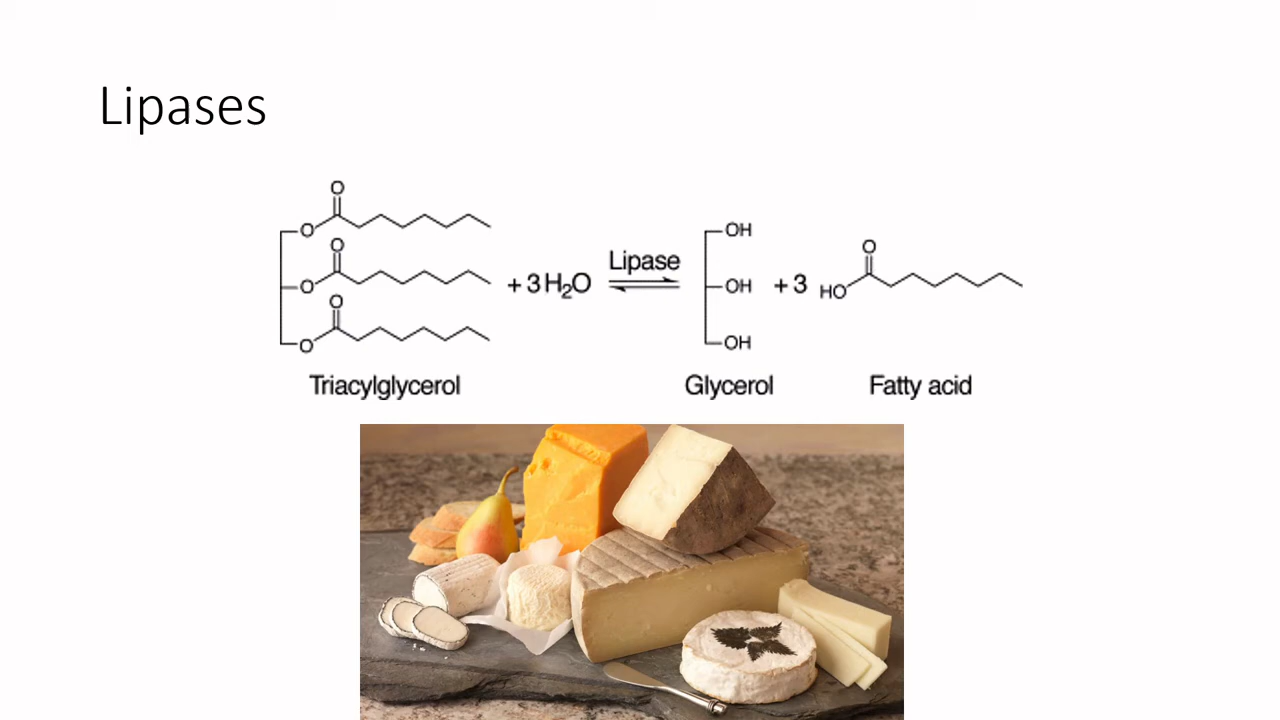 Lipases
O
O
O
O
O
O
+ 3 H₂O
Lipase
OH
OH
OH
+ 3
O
HO
Triacylglycerol
Glycerol
Fatty acid